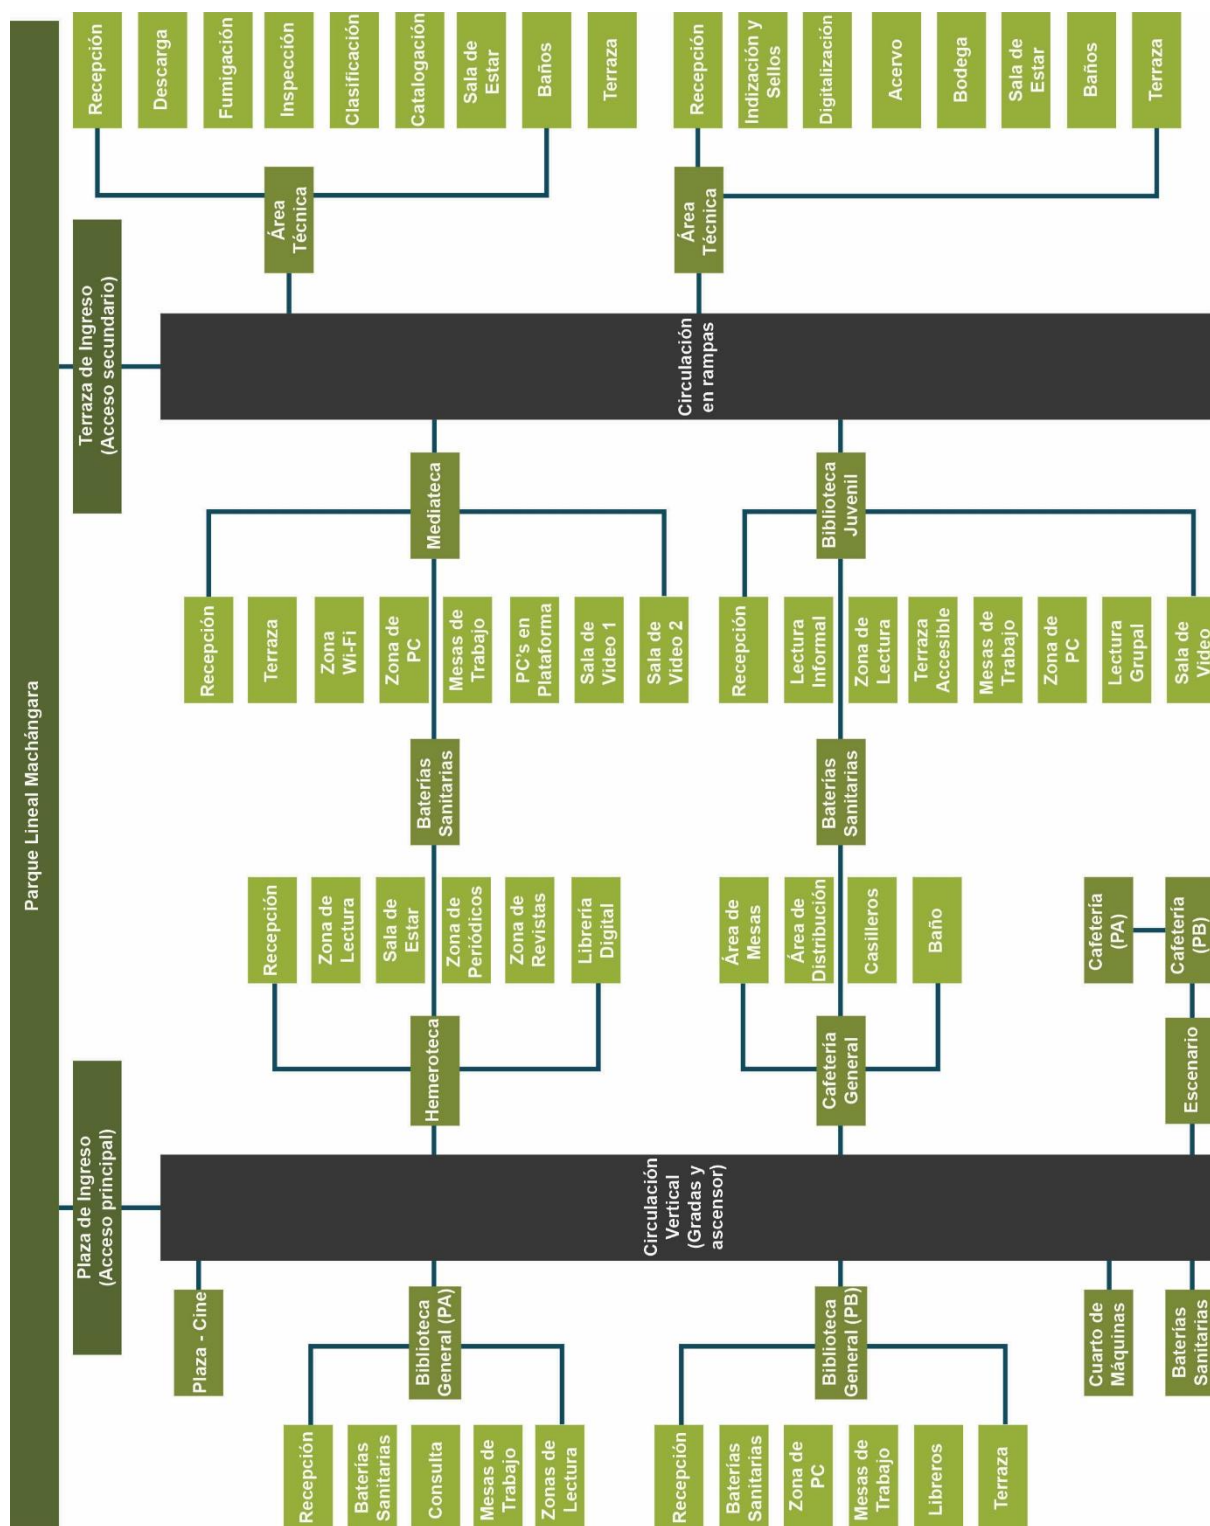 Parque Lineal Machángara
Plaza de Ingreso
(Acceso principal)
Terraza de Ingreso
(Acceso secundario)
Plaza - Cine
Circulación
Vertical
(Gradas y
ascensor)
Biblioteca
General (PA)
Recepción
Baterías
Sanitarias
Consulta
Mesas de
Trabajo
Zonas de
Lectura
Biblioteca
General (PB)
Recepción
Baterías
Sanitarias
Zona de
PC
Mesas de
Trabajo
Libreros
Terraza
Cuarto de
Máquinas
Baterías
Sanitarias
Hemeroteca
Recepción
Zona de
Lectura
Sala de
Estar
Zona de
Periódicos
Zona de
Revistas
Librería
Digital
Cafetería
General
Área de
Mesas
Área de
Distribución
Casilleros
Baño
Escenario
Cafetería
(PA)
Cafetería
(PB)
Baterías
Sanitarias
Baterías
Sanitarias
Mediateca
Recepción
Terraza
Zona
Wi-Fi
Zona de
PC
Mesas de
Trabajo
PC's en
Plataforma
Sala de
Video 1
Sala de
Video 2
Biblioteca
Juvenil
Recepción
Lectura
Informal
Zona de
Lectura
Terraza
Accesible
Mesas de
Trabajo
Zona de
PC
Lectura
Grupal
Sala de
Video
Circulación
en rampas
Área
Técnica
Recepción
Descarga
Fumigación
Inspección
Clasificación
Catalogación
Sala de
Estar
Baños
Terraza
Área
Técnica
Recepción
Indización y
Sellos
Digitalización
Acervo
Bodega
Sala de
Estar
Baños
Terraza